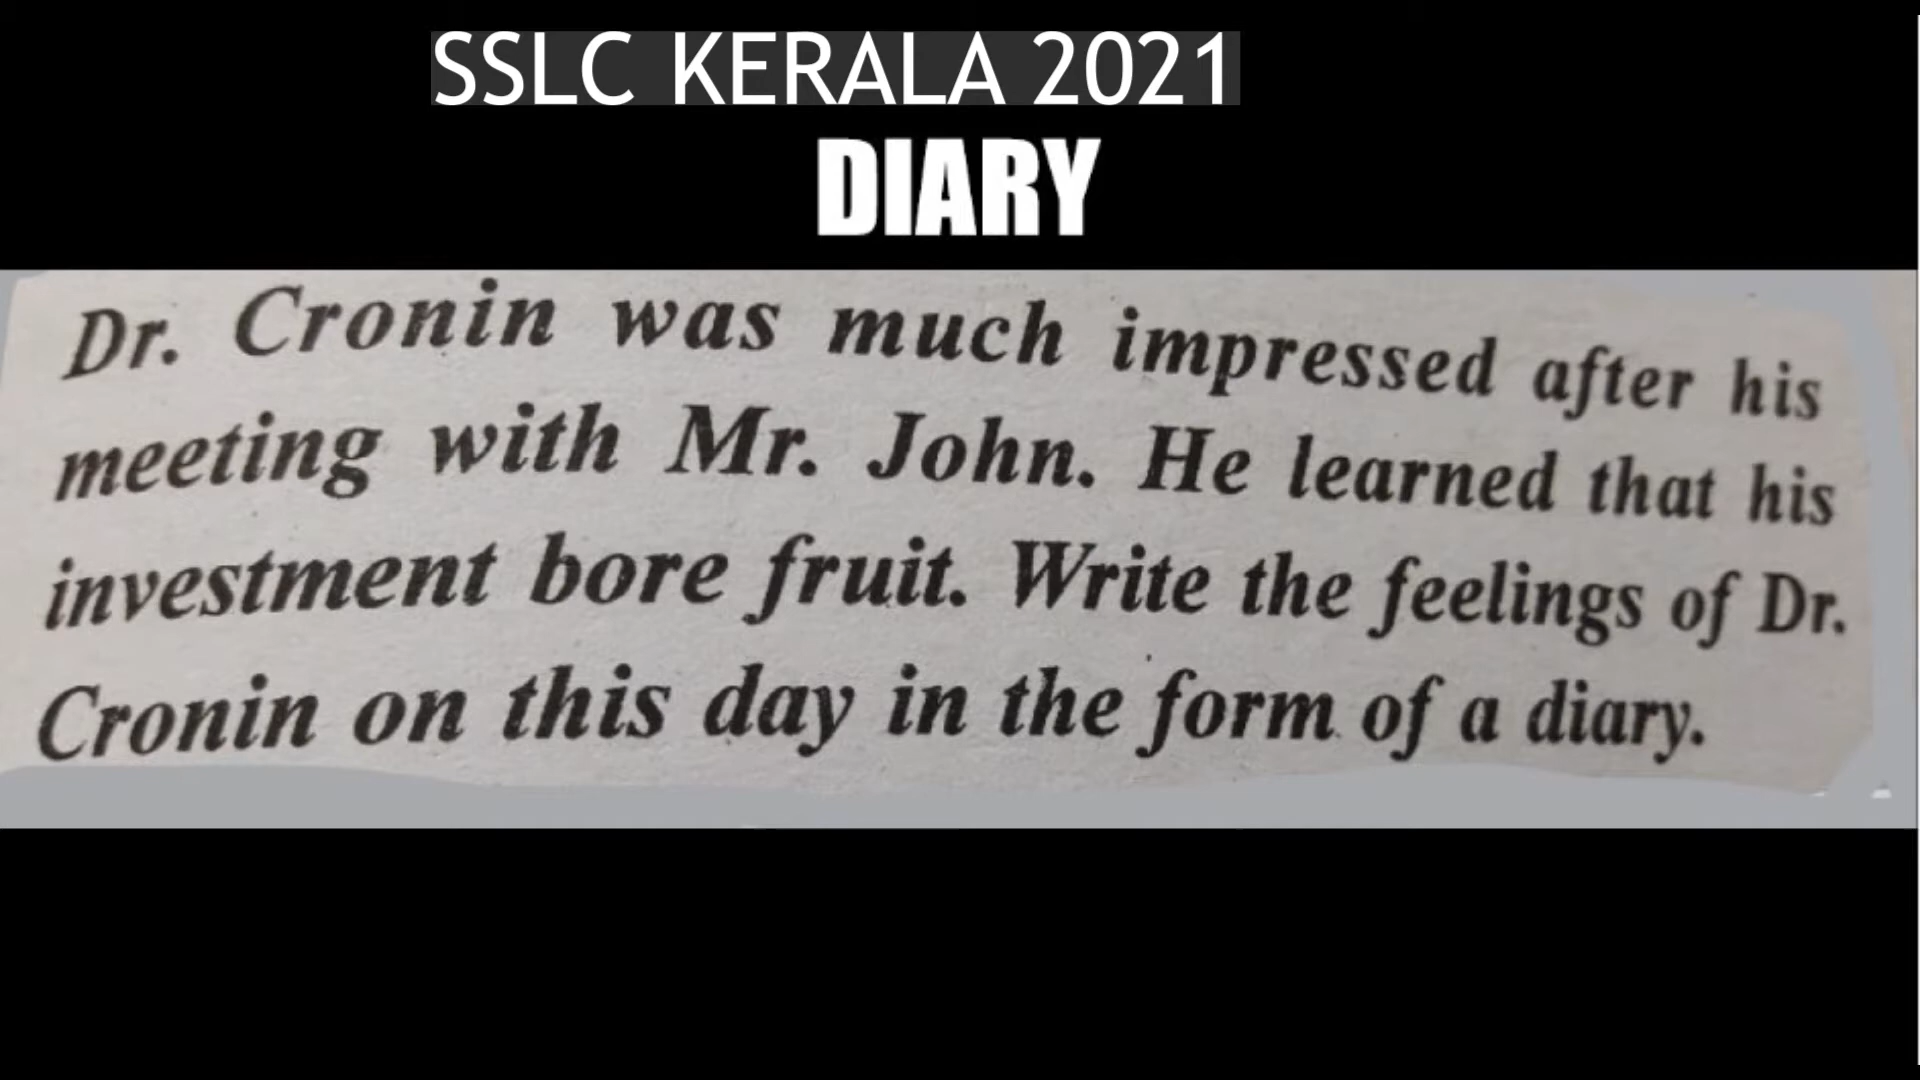 SSLC KERALA 2021
DIARY
Dr. Cronin was much impressed after his
meeting with Mr. John. He learned that his
investment bore fruit. Write the feelings of Dr.
Cronin on this day in the form of a diary.